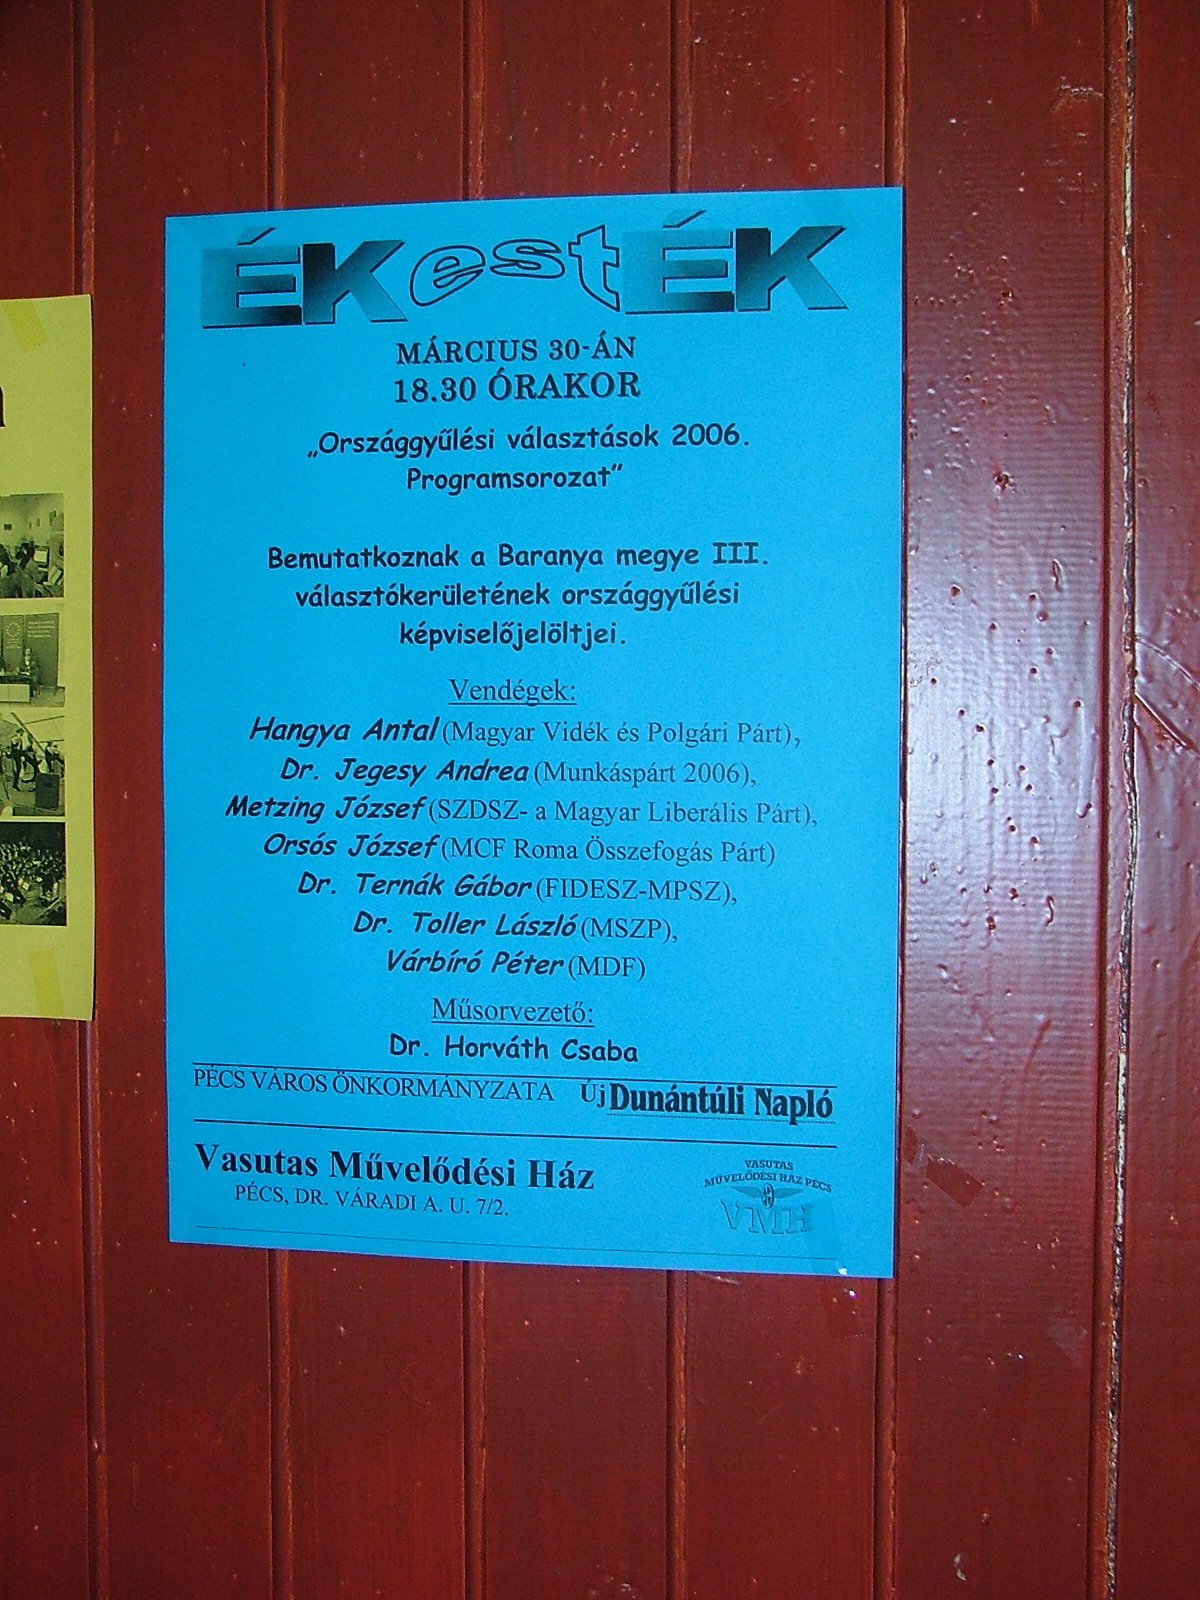 ÉKestÉK
MÁRCIUS 30-ÁN
18.30 ÓRAKOR
„Országgyűlési választások 2006.
Programsorozat”
Bemutatkoznak a Baranya megye III.
választókerületének országgyűlési
képviselőjelöltjei.
Vendégek:
Hangya Antal (Magyar Vidék és Polgári Párt),
Dr. Jegesy Andrea (Munkáspárt 2006),
Metzing József (SZDSZ- a Magyar Liberális Párt),
Orsós József (MCF Roma Összefogás Párt)
Dr. Ternák Gábor (FIDESZ-MPSZ),
Dr. Toller László (MSZP),
Várbíró Péter (MDF)
Műsorvezető:
Dr. Horváth Csaba
PÉCS VÁROS ÖNKORMÁNYZATA Új Dunántúli Napló
Vasutas Művelődési Ház
PÉCS, DR. VÁRADI A. U. 7/2.
VASUTAS
MŰVELŐDÉSI HÁZ PÉCS
VMH